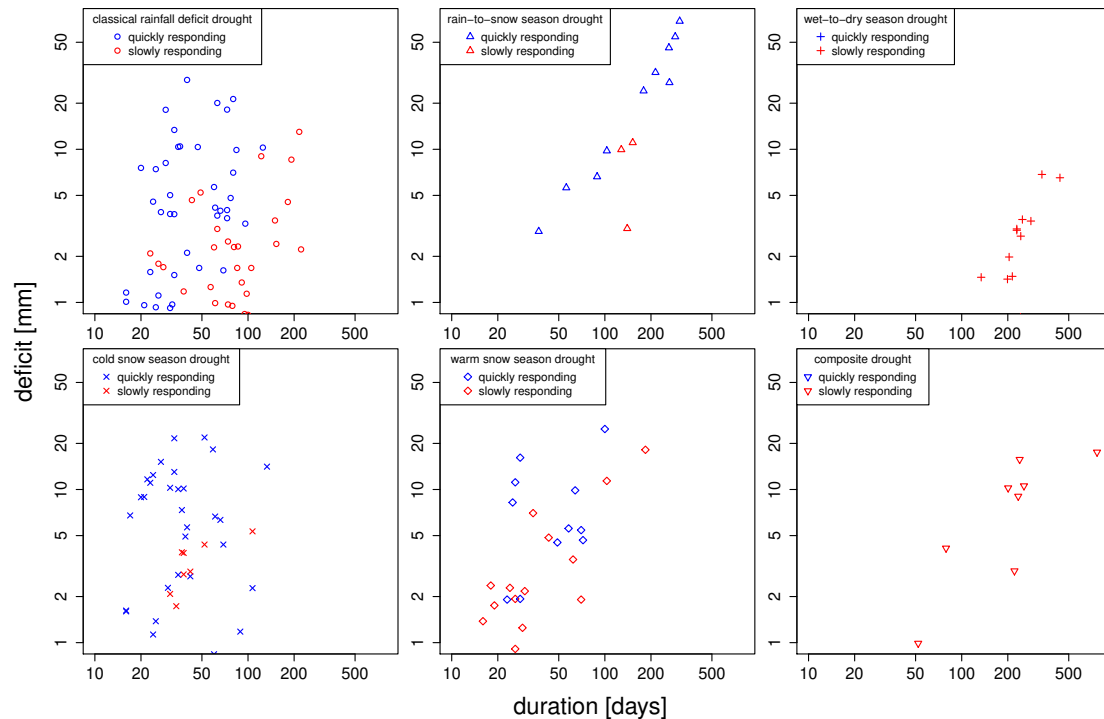 classical rainfall deficit drought
quickly responding
slowly responding
rain-to-snow season drought
quickly responding
slowly responding
wet-to-dry season drought
quickly responding
slowly responding
1 2 5 10 20 50
10 20 50 100 200 500
1 2 5 10 20 50
10 20 50 100 200 500
1 2 5 10 20 50
10 20 50 100 200 500
deficit [mm]
cold snow season drought
quickly responding
slowly responding
warm snow season drought
quickly responding
slowly responding
composite drought
quickly responding
slowly responding
1 2 5 10 20 50
10 20 50 100 200 500
1 2 5 10 20 50
10 20 50 100 200 500
1 2 5 10 20 50
10 20 50 100 200 500
duration [days]